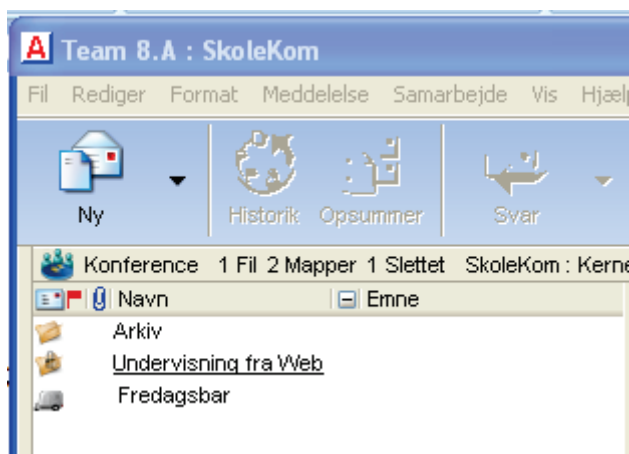 A Team 8.A : SkoleKom
Fil Rediger Format Meddelelse Samarbejde Vis Hjæl
Ny Historik Opsummer Svar
Konference 1 Fil 2 Mapper 1 Slettet SkoleKom : Kerne
Navn Emne
Arkiv
Undervisning fra Web
Fredagsbar